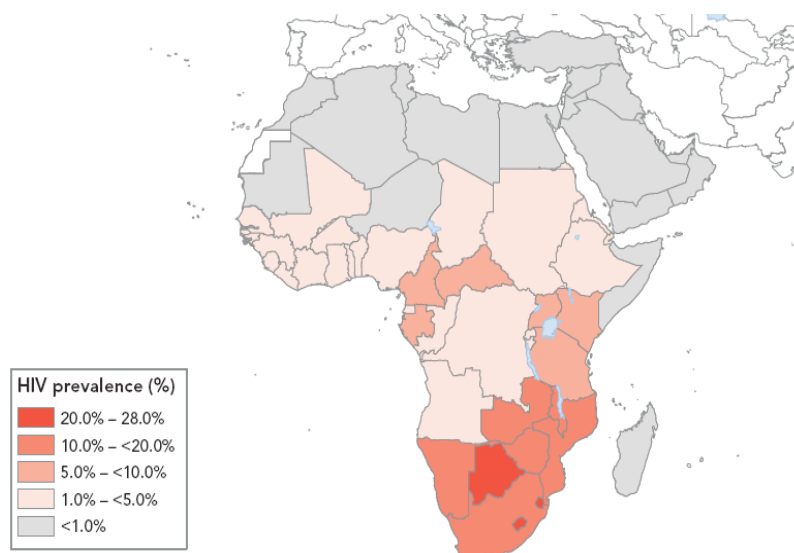 HIV prevalence (%)
20.0% – 28.0%
10.0% – <20.0%
5.0% – <10.0%
1.0% – <5.0%
<1.0%